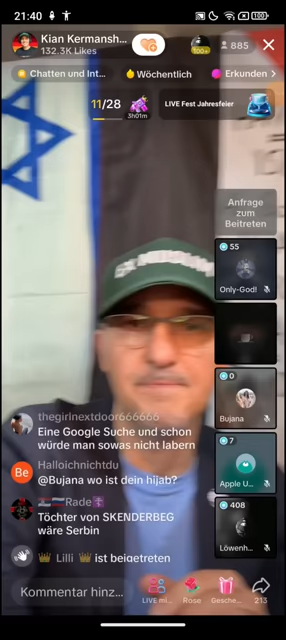 21:40
100
Kian Kermansh...
132.3K Likes
100+
885
Chatten und Int...
Wöchentlich
Erkunden
11/28
3h01m
LIVE Fest Jahresfeier
Anfrage
zum
Beitreten
55
Only-God!
0
Bujana
7
Apple U...
408
Löwenh...
thegirlnextdoor666666
Eine Google Suche und schon
würde man sowas nicht labern
Be
Halloichnichtdu
@Bujana wo ist dein hijab?
Rade
Töchter von SKENDERBEG
wäre Serbin
Lilli
ist beigetreten
Kommentar hinz...
LIVE mi...
Rose
Gesche...
213